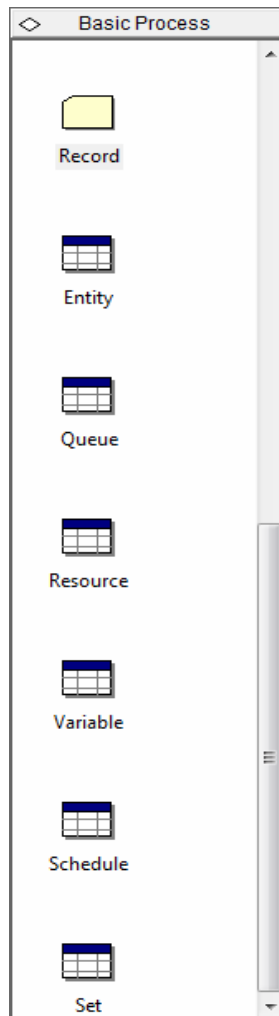 Basic Process
Record
Entity
Queue
Resource
Variable
Schedule
Set